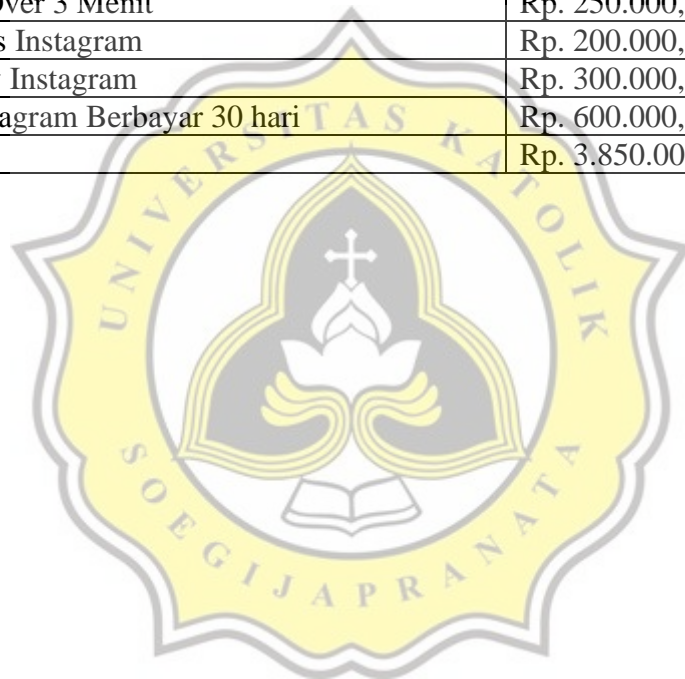 Over 3 Menit Rp. 250.000,
s Instagram Rp. 200.000,
Instagram Rp. 300.000,
agram Berbayar 30 hari Rp. 600.000,
Rp. 3.850.00
UNIVERSITAS KATOLIK
SOEGIJAPRANATA